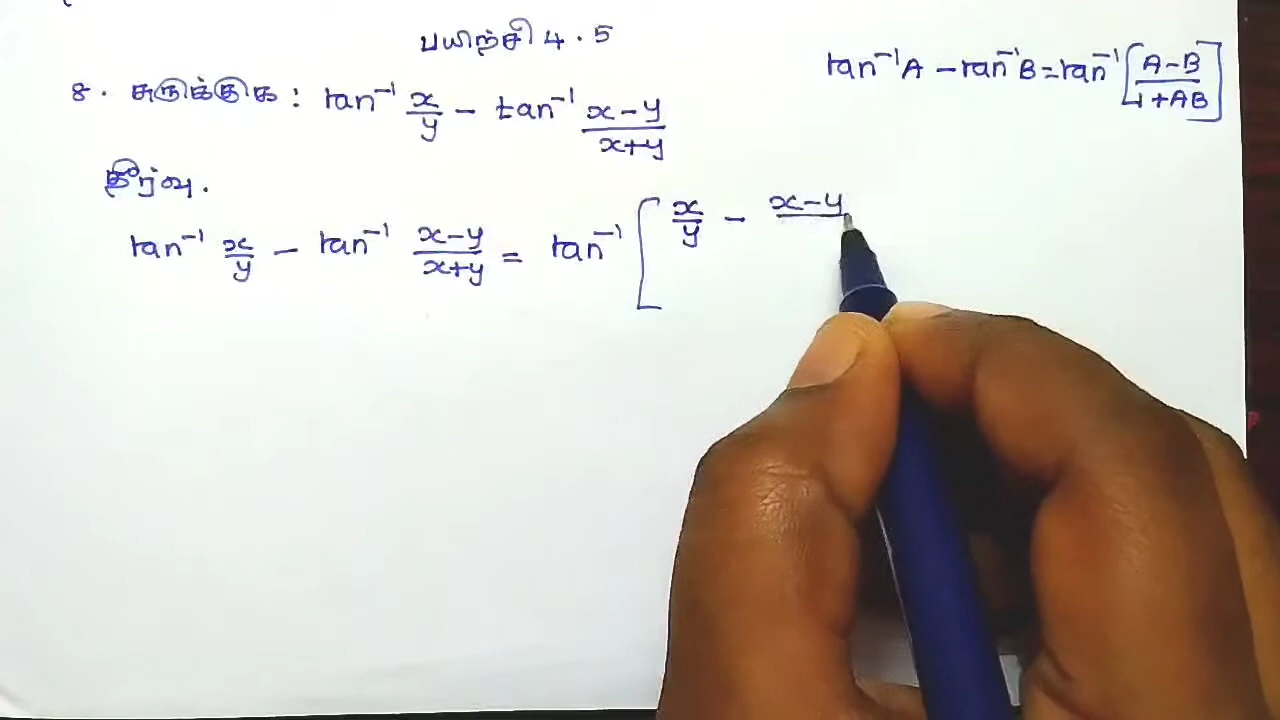 பயிற்சி 4.5
tan⁻¹A - tan⁻¹B = tan⁻¹[(A-B)/(1+AB)]
8. சுருக்குக : tan⁻¹ x/y - tan⁻¹ (x-y)/(x+y)
தீர்வு.
tan⁻¹ x/y - tan⁻¹ (x-y)/(x+y) = tan⁻¹ [ x/y - x-y